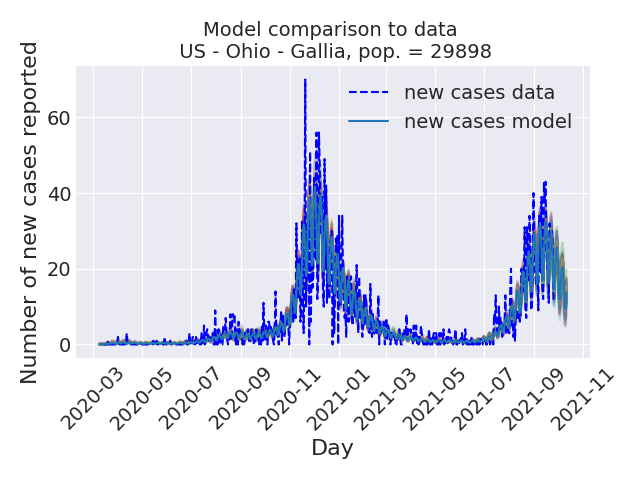 Model comparison to data
US - Ohio - Gallia, pop. = 29898
Number of new cases reported
60
40
20
0
new cases data
new cases model
2020-03
2020-05
2020-07
2020-09
2020-11
2021-01
2021-03
2021-05
2021-07
2021-09
2021-11
Day